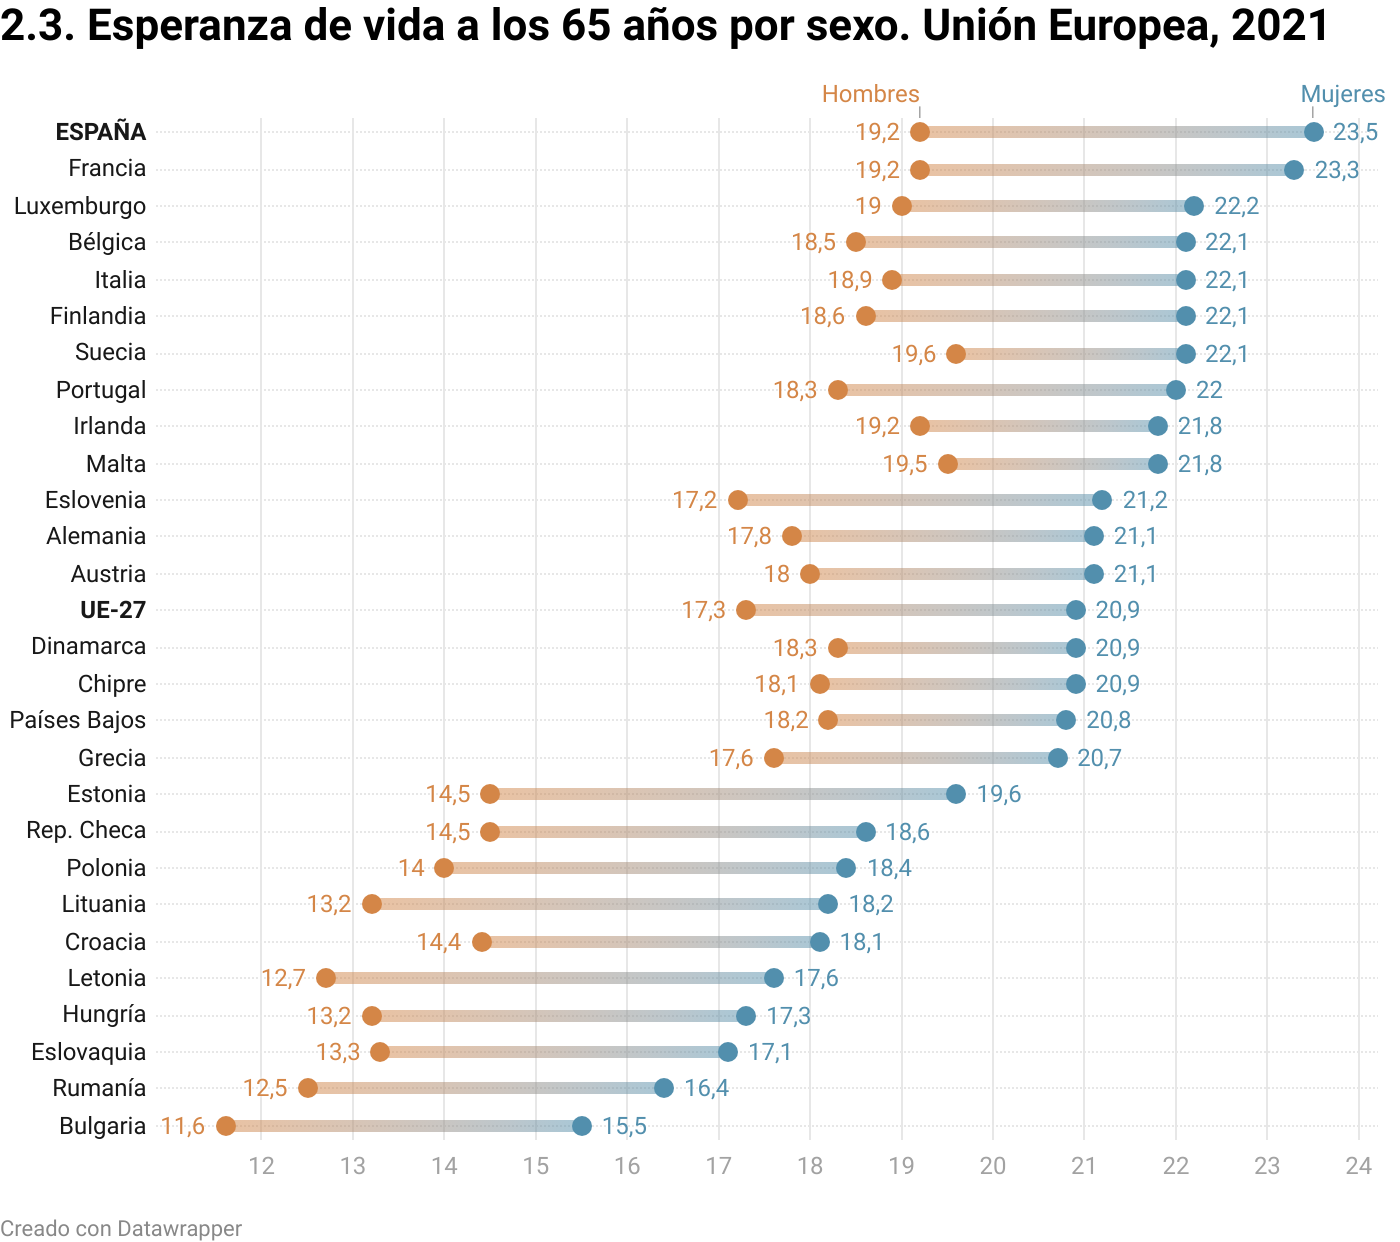 2.3. Esperanza de vida a los 65 años por sexo. Unión Europea, 2021
Hombres Mujeres
ESPAÑA 19,2 23,5
Francia 19,2 23,3
Luxemburgo 19 22,2
Bélgica 18,5 22,1
Italia 18,9 22,1
Finlandia 18,6 22,1
Suecia 19,6 22,1
Portugal 18,3 22
Irlanda 19,2 21,8
Malta 19,5 21,8
Eslovenia 17,2 21,2
Alemania 17,8 21,1
Austria 18 21,1
UE-27 17,3 20,9
Dinamarca 18,3 20,9
Chipre 18,1 20,9
Países Bajos 18,2 20,8
Grecia 17,6 20,7
Estonia 14,5 19,6
Rep. Checa 14,5 18,6
Polonia 14 18,4
Lituania 13,2 18,2
Croacia 14,4 18,1
Letonia 12,7 17,6
Hungría 13,2 17,3
Eslovaquia 13,3 17,1
Rumanía 12,5 16,4
Bulgaria 11,6 15,5
12 13 14 15 16 17 18 19 20 21 22 23 24
Creado con Datawrapper